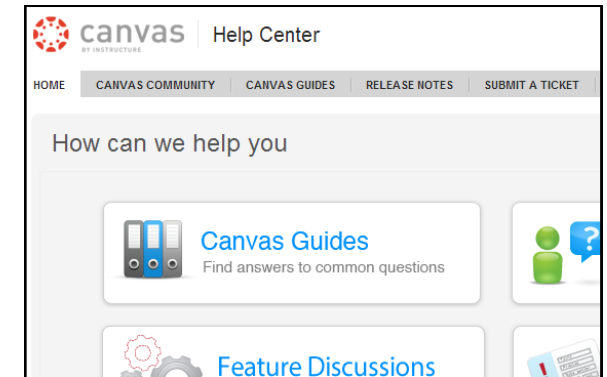 canvas Help Center
BY INSTRUCTURE
HOME CANVAS COMMUNITY CANVAS GUIDES RELEASE NOTES SUBMIT A TICKET
How can we help you
Canvas Guides
Find answers to common questions
?
Feature Discussions
!